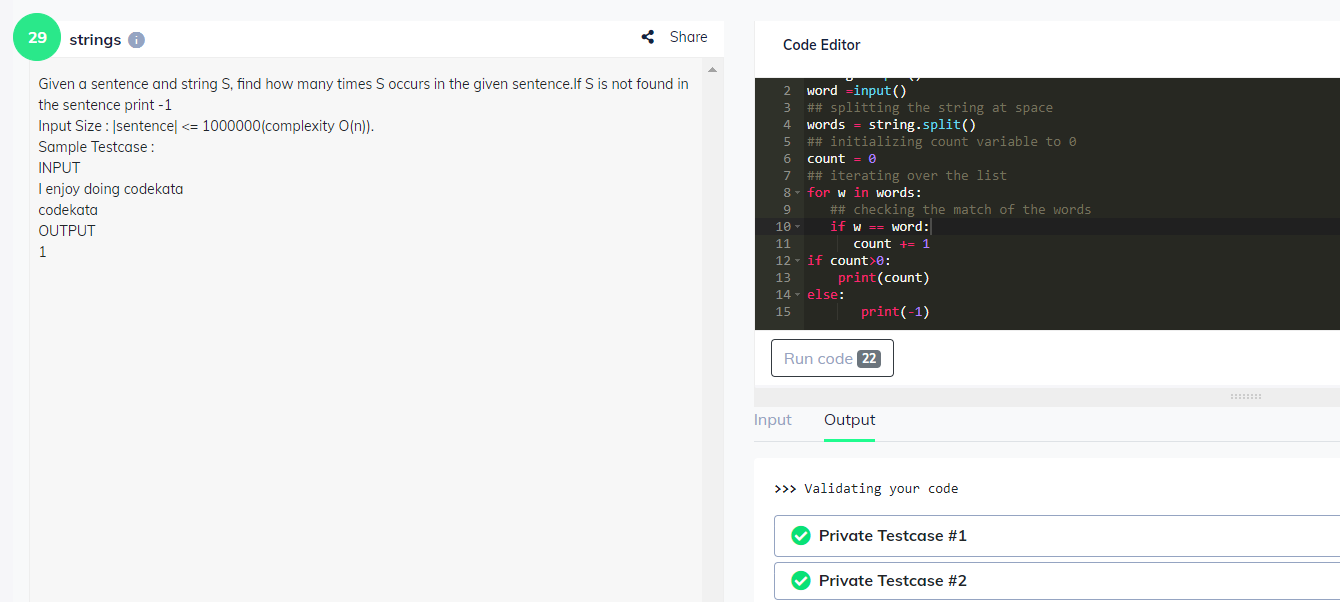 29
strings
Share
Given a sentence and string S, find how many times S occurs in the given sentence.If S is not found in
the sentence print -1
Input Size : |sentence| <= 1000000(complexity O(n)).
Sample Testcase :
INPUT
I enjoy doing codekata
codekata
OUTPUT
1
Code Editor
2 word =input()
3 ## splitting the string at space
4 words = string.split()
5 ## initializing count variable to 0
6 count = 0
7 ## iterating over the list
8 for w in words:
9 ## checking the match of the words
10 if w == word:
11 count += 1
12 if count>0:
13 print(count)
14 else:
15 print(-1)
Run code 22
Input Output
>>> Validating your code
Private Testcase #1
Private Testcase #2